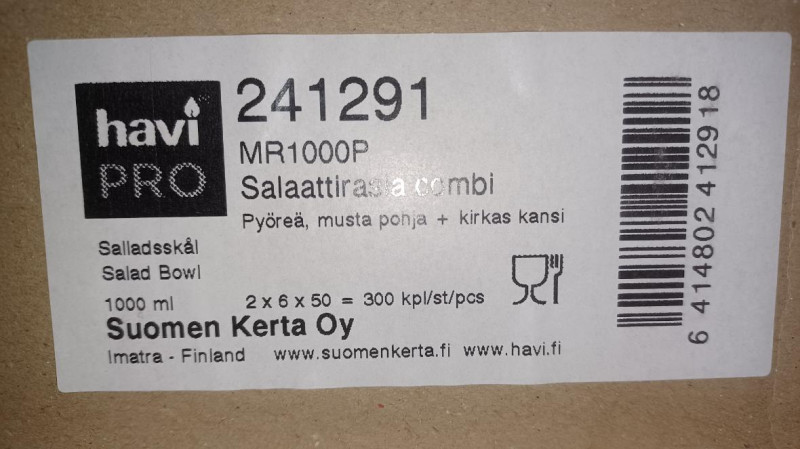 havi
PRO
241291
MR1000P
Salaattirasia combi
Pyöreä, musta pohja + kirkas kansi
Salladsskål
Salad Bowl
1000 ml 2 x 6 x 50 = 300 kpl/st/pcs
Suomen Kerta Oy
Imatra - Finland www.suomenkerta.fi www.havi.fi
6 414802 412918